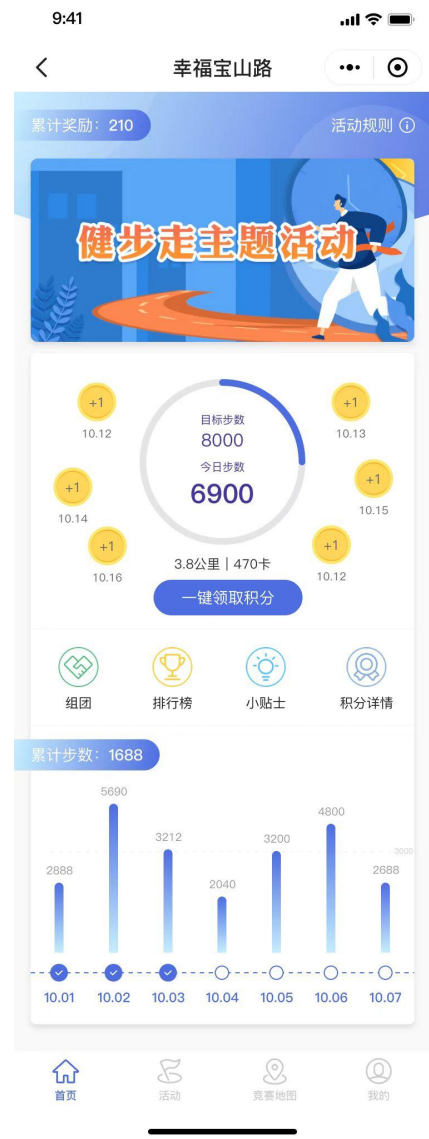 9:41
幸福宝山路
累计奖励：210
活动规则
健步走主题活动
+1
10.12
+1
10.13
目标步数
8000
今日步数
6900
+1
10.14
+1
10.15
+1
10.16
+1
10.12
3.8公里 | 470卡
一键领取积分
组团
排行榜
小贴士
积分详情
累计步数：1688
5690
4800
3212
3200
3000
2888
2688
2040
10.01 10.02 10.03 10.04 10.05 10.06 10.07
首页
活动
竞赛地图
我的